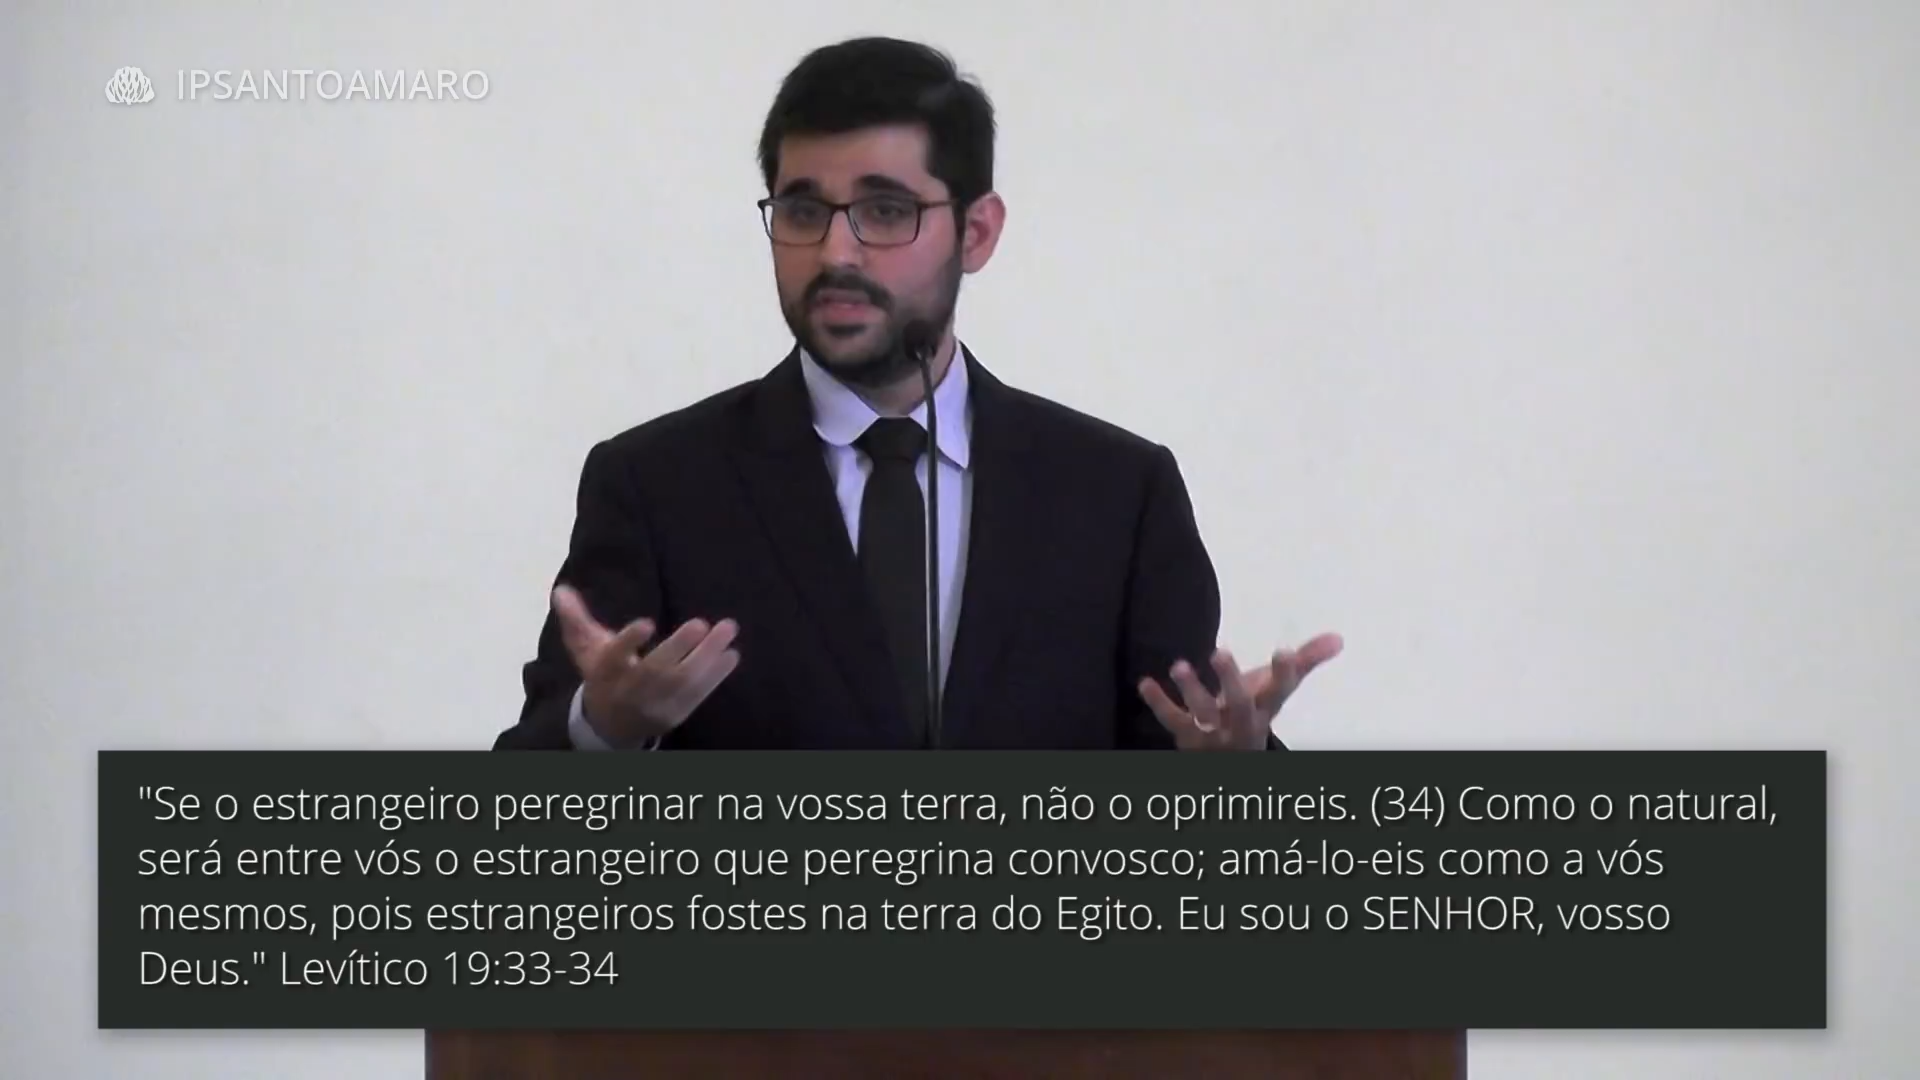 IPSANTOAMARO
"Se o estrangeiro peregrinar na vossa terra, não o oprimireis. (34) Como o natural,
será entre vós o estrangeiro que peregrina convosco; amá-lo-eis como a vós
mesmos, pois estrangeiros fostes na terra do Egito. Eu sou o SENHOR, vosso
Deus." Levítico 19:33-34